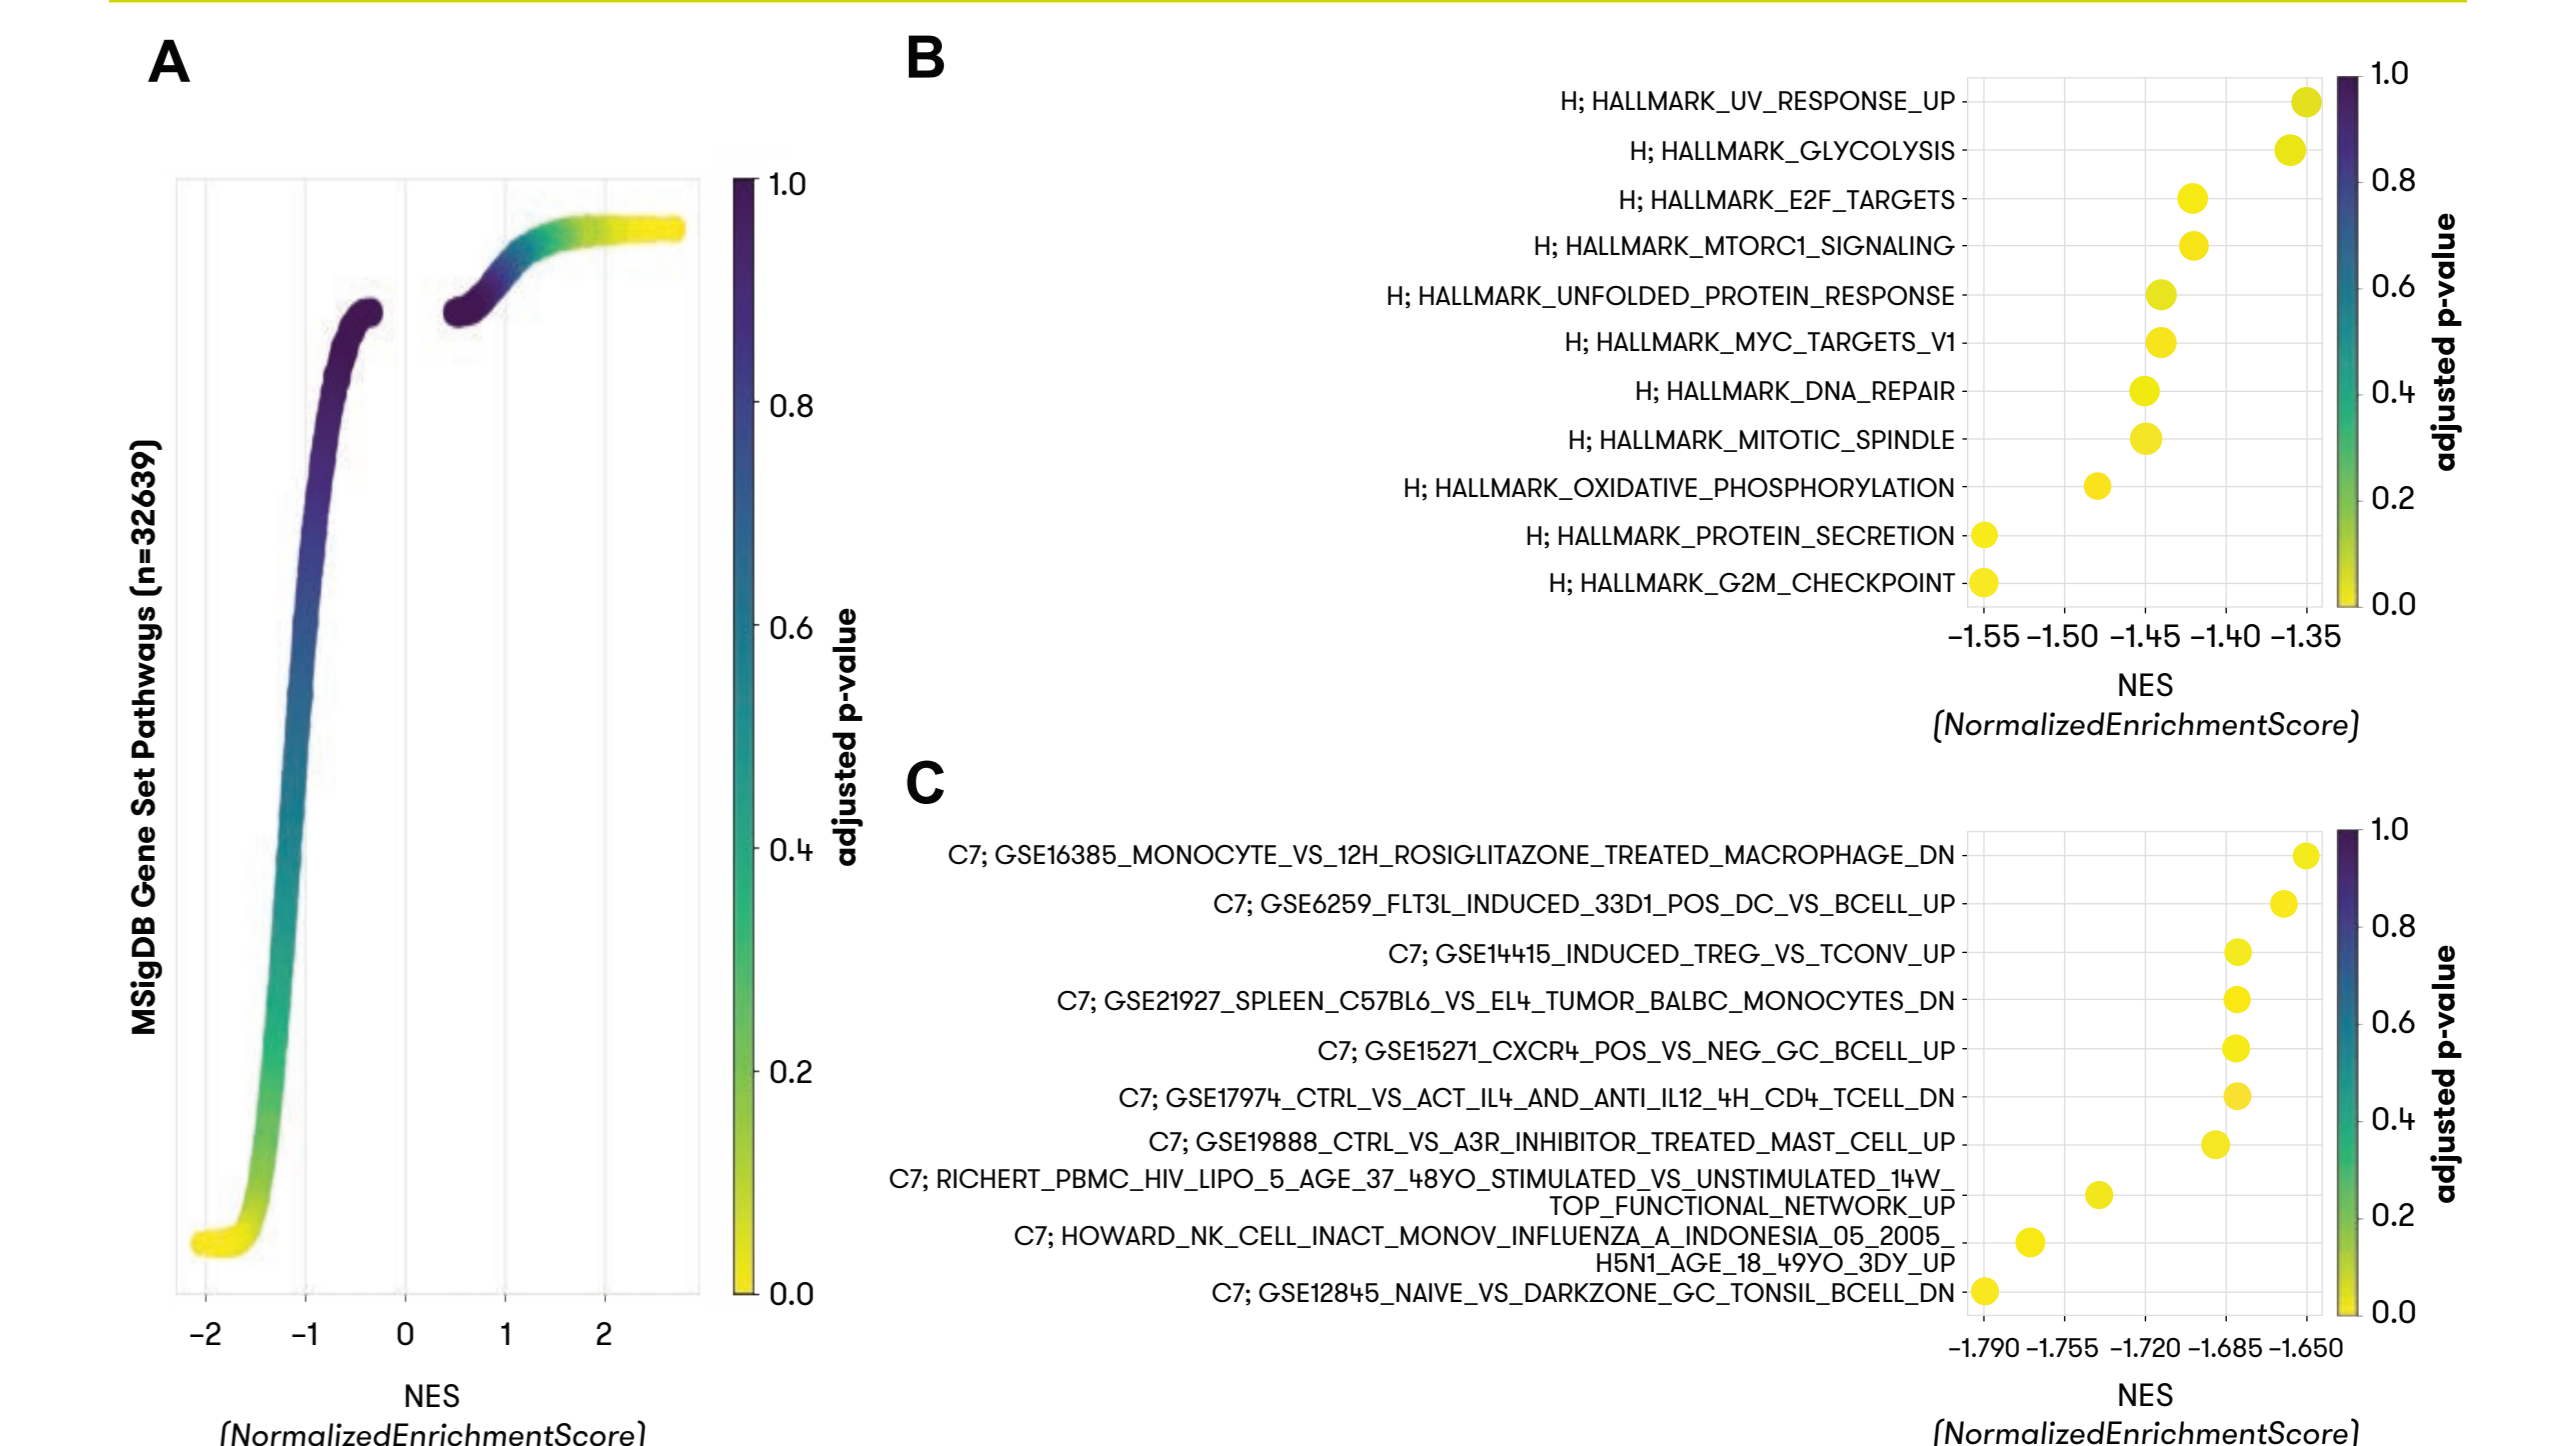 A
MSigDB Gene Set Pathways (n=32639)
−2
−1
0
1
2
NES
(NormalizedEnrichmentScore)
1.0
0.8
0.6
0.4
0.2
0.0
adjusted p-value
B
H; HALLMARK_UV_RESPONSE_UP
H; HALLMARK_GLYCOLYSIS
H; HALLMARK_E2F_TARGETS
H; HALLMARK_MTORC1_SIGNALING
H; HALLMARK_UNFOLDED_PROTEIN_RESPONSE
H; HALLMARK_MYC_TARGETS_V1
H; HALLMARK_DNA_REPAIR
H; HALLMARK_MITOTIC_SPINDLE
H; HALLMARK_OXIDATIVE_PHOSPHORYLATION
H; HALLMARK_PROTEIN_SECRETION
H; HALLMARK_G2M_CHECKPOINT
−1.55 −1.50 −1.45 −1.40 −1.35
NES
(NormalizedEnrichmentScore)
1.0
0.8
0.6
0.4
0.2
0.0
adjusted p-value
C
C7; GSE16385_MONOCYTE_VS_12H_ROSIGLITAZONE_TREATED_MACROPHAGE_DN
C7; GSE6259_FLT3L_INDUCED_33D1_POS_DC_VS_BCELL_UP
C7; GSE14415_INDUCED_TREG_VS_TCONV_UP
C7; GSE21927_SPLEEN_C57BL6_VS_EL4_TUMOR_BALBC_MONOCYTES_DN
C7; GSE15271_CXCR4_POS_VS_NEG_GC_BCELL_UP
C7; GSE17974_CTRL_VS_ACT_IL4_AND_ANTI_IL12_4H_CD4_TCELL_DN
C7; GSE19888_CTRL_VS_A3R_INHIBITOR_TREATED_MAST_CELL_UP
C7; RICHERT_PBMC_HIV_LIPO_5_AGE_37_48YO_STIMULATED_VS_UNSTIMULATED_14W_
TOP_FUNCTIONAL_NETWORK_UP
C7; HOWARD_NK_CELL_INACT_MONOV_INFLUENZA_A_INDONESIA_05_2005_
H5N1_AGE_18_49YO_3DY_UP
C7; GSE12845_NAIVE_VS_DARKZONE_GC_TONSIL_BCELL_DN
−1.790 −1.755 −1.720 −1.685 −1.650
NES
(NormalizedEnrichmentScore)
1.0
0.8
0.6
0.4
0.2
0.0
adjusted p-value